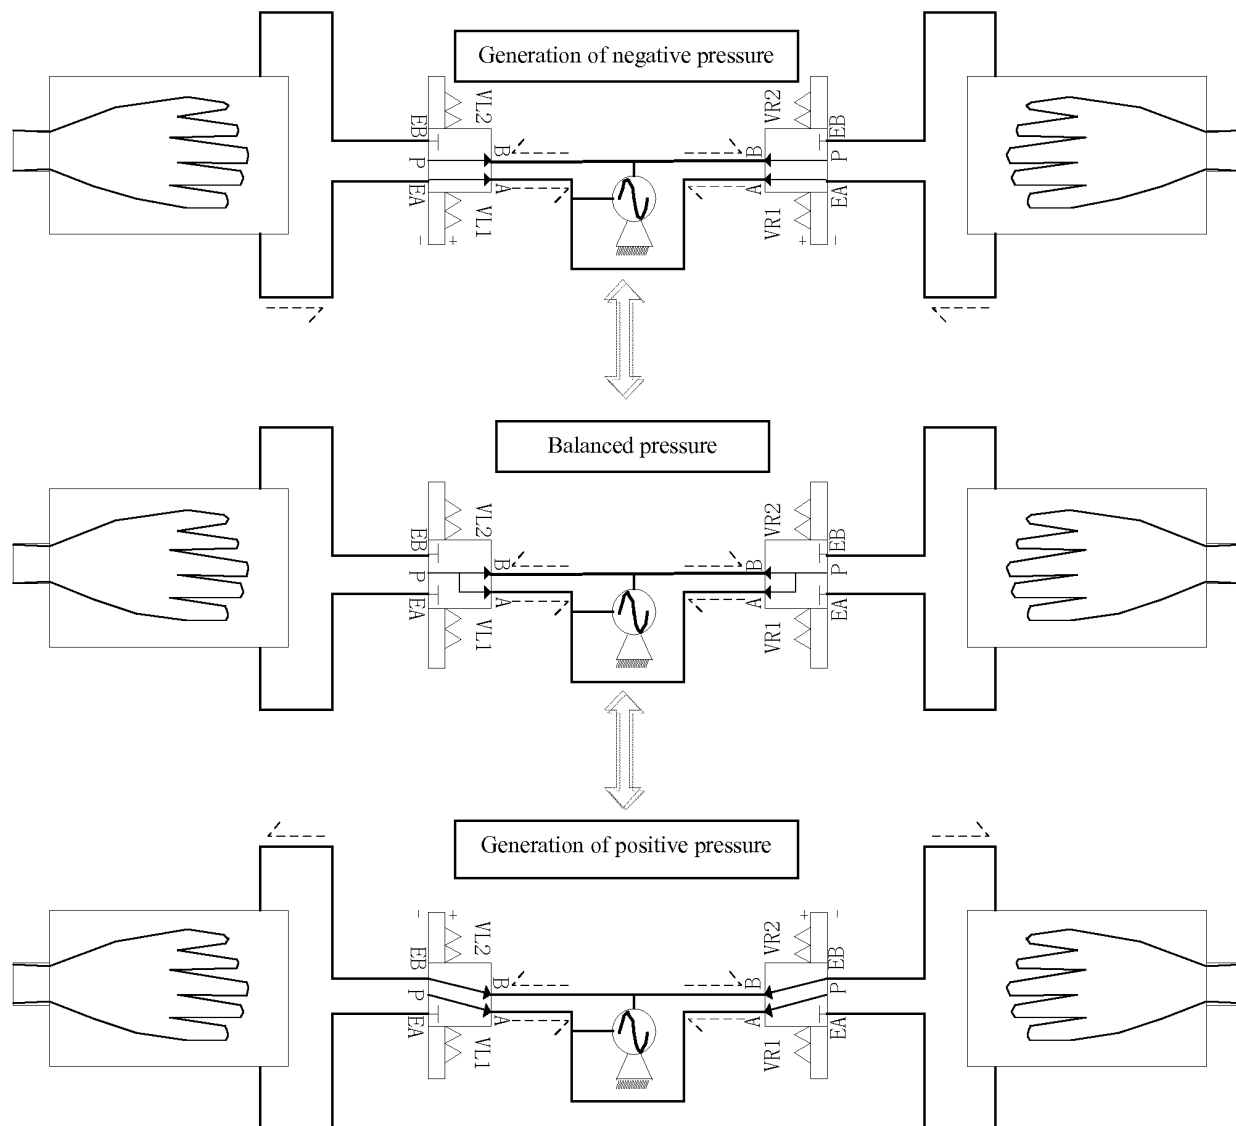 Generation of negative pressure
VL2
VR2
EB
EB
B
B
P
P
A
A
EA
EA
VL1
VR1
- +
+ -
Balanced pressure
VL2
VR2
EB
EB
B
B
P
P
A
A
EA
EA
VL1
VR1
Generation of positive pressure
- +
+ -
VL2
VR2
EB
EB
B
B
P
P
A
A
EA
EA
VL1
VR1